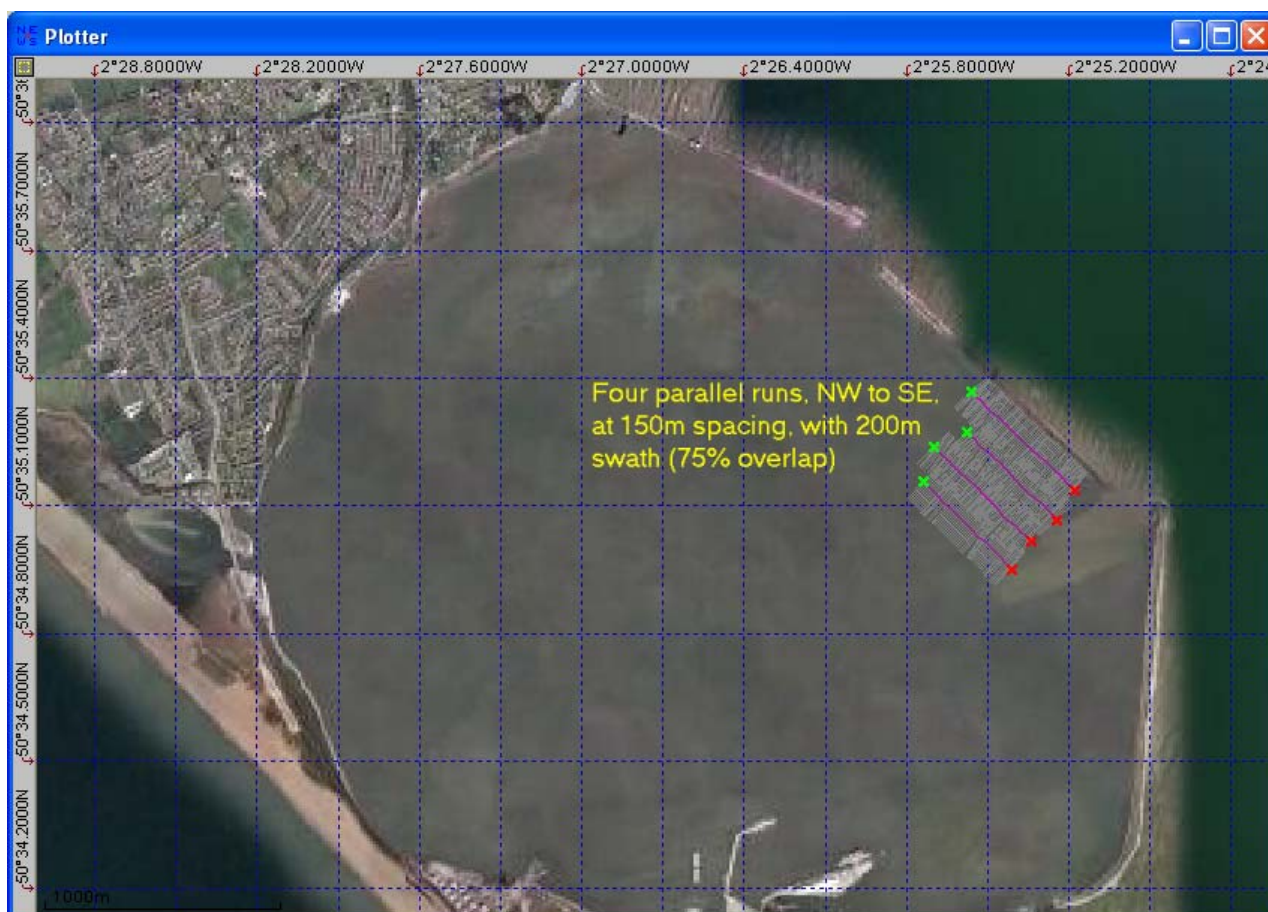 Plotter
2°28.8000W 2°28.2000W 2°27.6000W 2°27.0000W 2°26.4000W 2°25.8000W 2°25.2000W
50°35.7000N
50°35.4000N
50°35.1000N
50°34.8000N
50°34.5000N
50°34.2000N
Four parallel runs, NW to SE,
at 150m spacing, with 200m
swath (75% overlap)
1000m